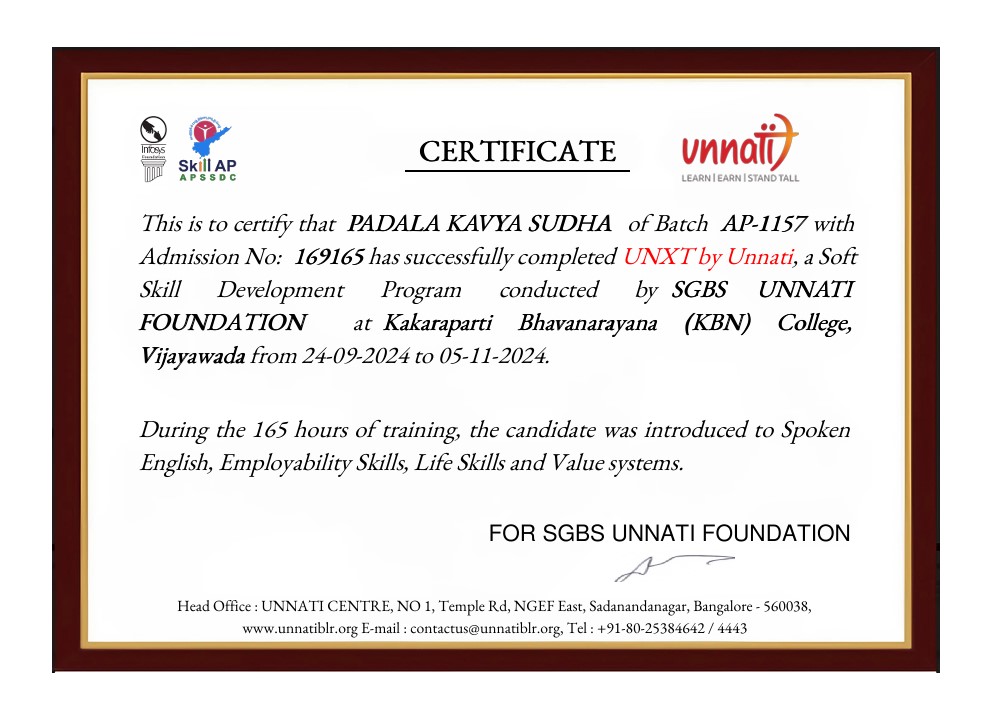 Infosys
Foundation
Skill AP
APSSDC
CERTIFICATE
unnati
LEARN | EARN | STAND TALL
This is to certify that PADALA KAVYA SUDHA of Batch AP-1157 with
Admission No: 169165 has successfully completed UNXT by Unnati, a Soft
Skill Development Program conducted by SGBS UNNATI
FOUNDATION at Kakaraparti Bhavanarayana (KBN) College,
Vijayawada from 24-09-2024 to 05-11-2024.
During the 165 hours of training, the candidate was introduced to Spoken
English, Employability Skills, Life Skills and Value systems.
FOR SGBS UNNATI FOUNDATION
Head Office : UNNATI CENTRE, NO 1, Temple Rd, NGEF East, Sadanandanagar, Bangalore - 560038,
www.unnatiblr.org E-mail : contactus@unnatiblr.org, Tel : +91-80-25384642 / 4443